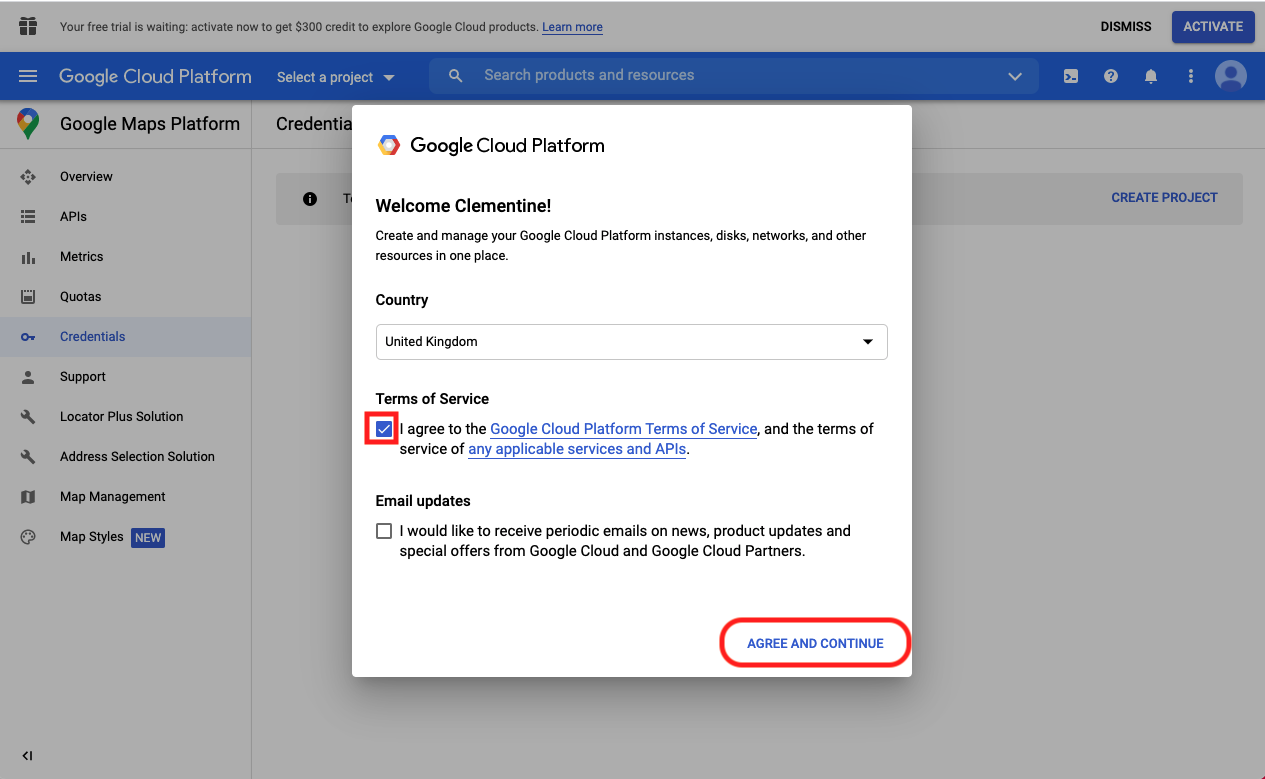 Your free trial is waiting: activate now to get $300 credit to explore Google Cloud products. Learn more
DISMISS
ACTIVATE
Google Cloud Platform
Select a project
Search products and resources
Google Maps Platform
Credentia
Overview
APIs
Metrics
Quotas
Credentials
Support
Locator Plus Solution
Address Selection Solution
Map Management
Map Styles NEW
CREATE PROJECT
Google Cloud Platform
Welcome Clementine!
Create and manage your Google Cloud Platform instances, disks, networks, and other
resources in one place.
Country
United Kingdom
Terms of Service
I agree to the Google Cloud Platform Terms of Service, and the terms of
service of any applicable services and APIs.
Email updates
I would like to receive periodic emails on news, product updates and
special offers from Google Cloud and Google Cloud Partners.
AGREE AND CONTINUE